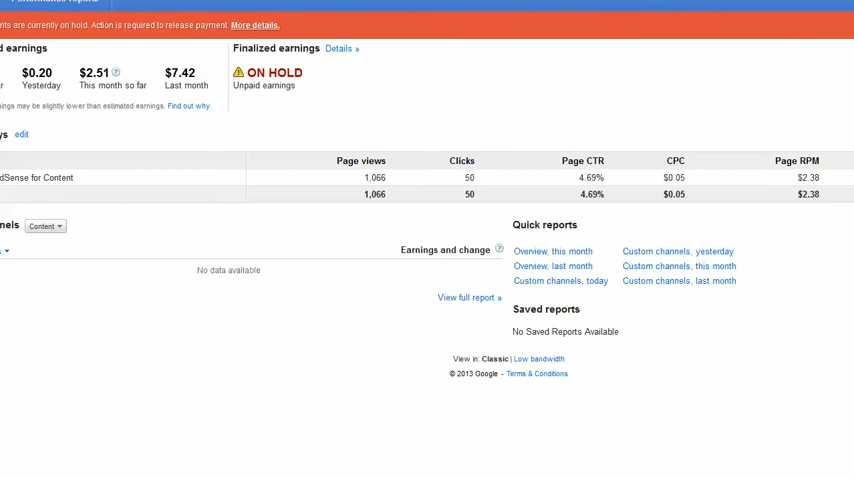 nts are currently on hold. Action is required to release payment. More details.
d earnings
Finalized earnings Details »
$0.20 $2.51 $7.42
ON HOLD
r Yesterday This month so far Last month
Unpaid earnings
ings may be slightly lower than estimated earnings. Find out why.
ys edit
Page views Clicks Page CTR CPC Page RPM
dSense for Content 1,066 50 4.69% $0.05 $2.38
1,066 50 4.69% $0.05 $2.38
nels Content
Quick reports
s
Earnings and change
Overview, this month Custom channels, yesterday
No data available
Overview, last month Custom channels, this month
Custom channels, today Custom channels, last month
View full report »
Saved reports
No Saved Reports Available
View in: Classic | Low bandwidth
© 2013 Google - Terms & Conditions